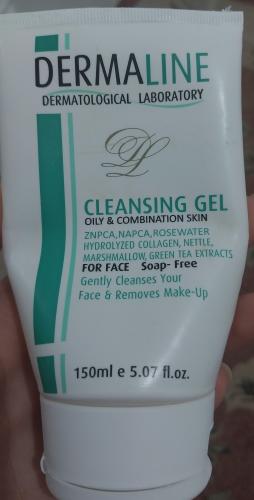 DERMALINE
DERMATOLOGICAL LABORATORY
DL
CLEANSING GEL
OILY & COMBINATION SKIN
ZNPCA,NAPCA,ROSEWATER
HYDROLYZED COLLAGEN, NETTLE,
MARSHMALLOW, GREEN TEA EXTRACTS
FOR FACE Soap- Free
Gently Cleanses Your
Face & Removes Make-Up
150ml e 5.07 fl.oz.